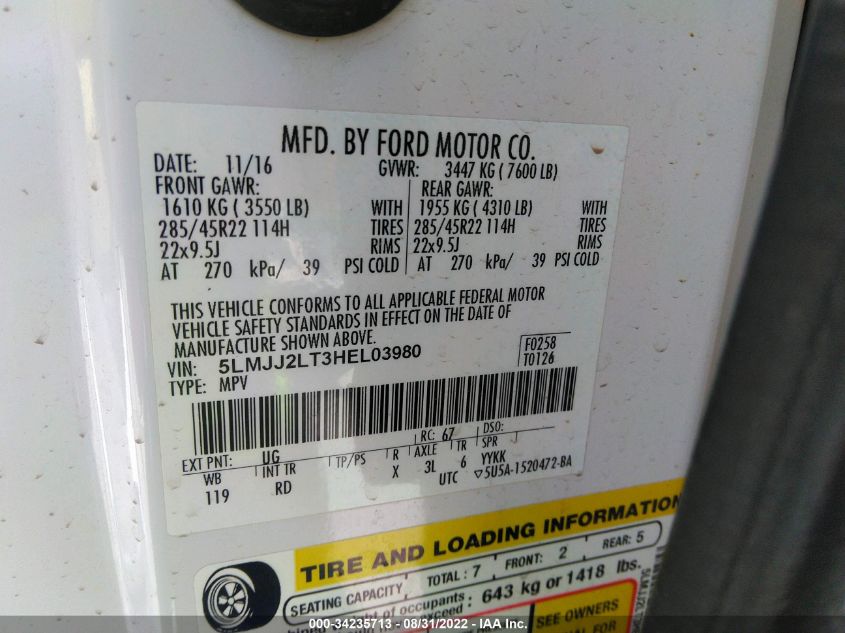 MFD. BY FORD MOTOR CO.
DATE: 11/16 GVWR: 3447 KG ( 7600 LB)
FRONT GAWR: REAR GAWR:
1610 KG ( 3550 LB) WITH 1955 KG ( 4310 LB) WITH
285/45R22 114H TIRES 285/45R22 114H TIRES
22x9.5J RIMS 22x9.5J RIMS
AT 270 kPa/ 39 PSI COLD AT 270 kPa/ 39 PSI COLD
THIS VEHICLE CONFORMS TO ALL APPLICABLE FEDERAL MOTOR
VEHICLE SAFETY STANDARDS IN EFFECT ON THE DATE OF
MANUFACTURE SHOWN ABOVE.
VIN: 5LMJJ2LT3HEL03980
F0258
TYPE: MPV
T0126
RC: 67 DSO:
EXT PNT: UG
WB INT TR TP/PS R AXLE TR SPR J
119 RD X 3L 6 YYKK
UTC ▽5U5A-1520472-BA
TIRE AND LOADING INFORMATION
SEATING CAPACITY TOTAL : 7 FRONT: 2 REAR: 5
of occupants exceed : 643 kg or 1418 lbs.
SEE OWNERS
FOR
000-34235713 - 08/31/2022 - IAA Inc.